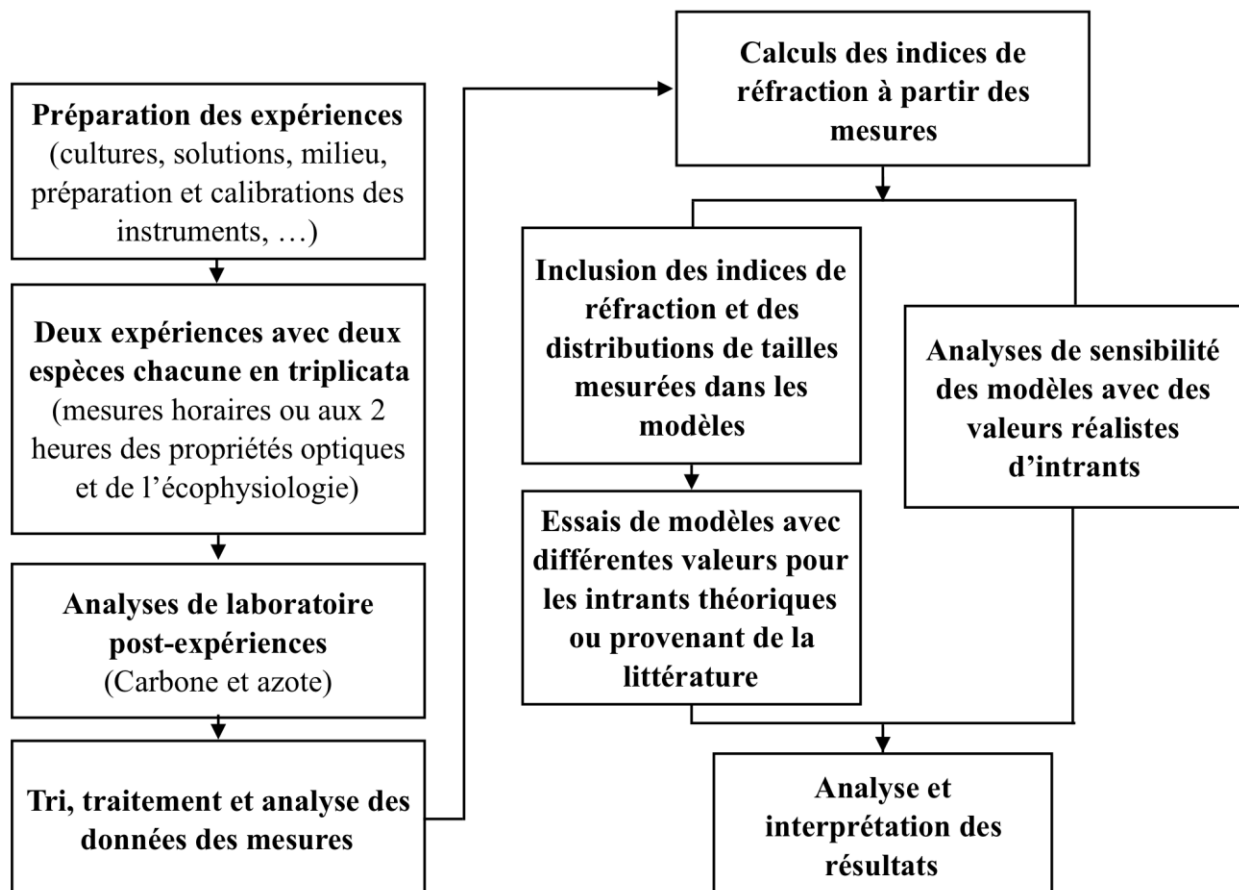 Préparation des expériences
(cultures, solutions, milieu,
préparation et calibrations des
instruments, …)
Deux expériences avec deux
espèces chacune en triplicata
(mesures horaires ou aux 2
heures des propriétés optiques
et de l’écophysiologie)
Analyses de laboratoire
post-expériences
(Carbone et azote)
Tri, traitement et analyse des
données des mesures
Calculs des indices de
réfraction à partir des
mesures
Inclusion des indices de
réfraction et des
distributions de tailles
mesurées dans les
modèles
Essais de modèles avec
différentes valeurs pour
les intrants théoriques
ou provenant de la
littérature
Analyses de sensibilité
des modèles avec des
valeurs réalistes
d’intrants
Analyse et
interprétation des
résultats